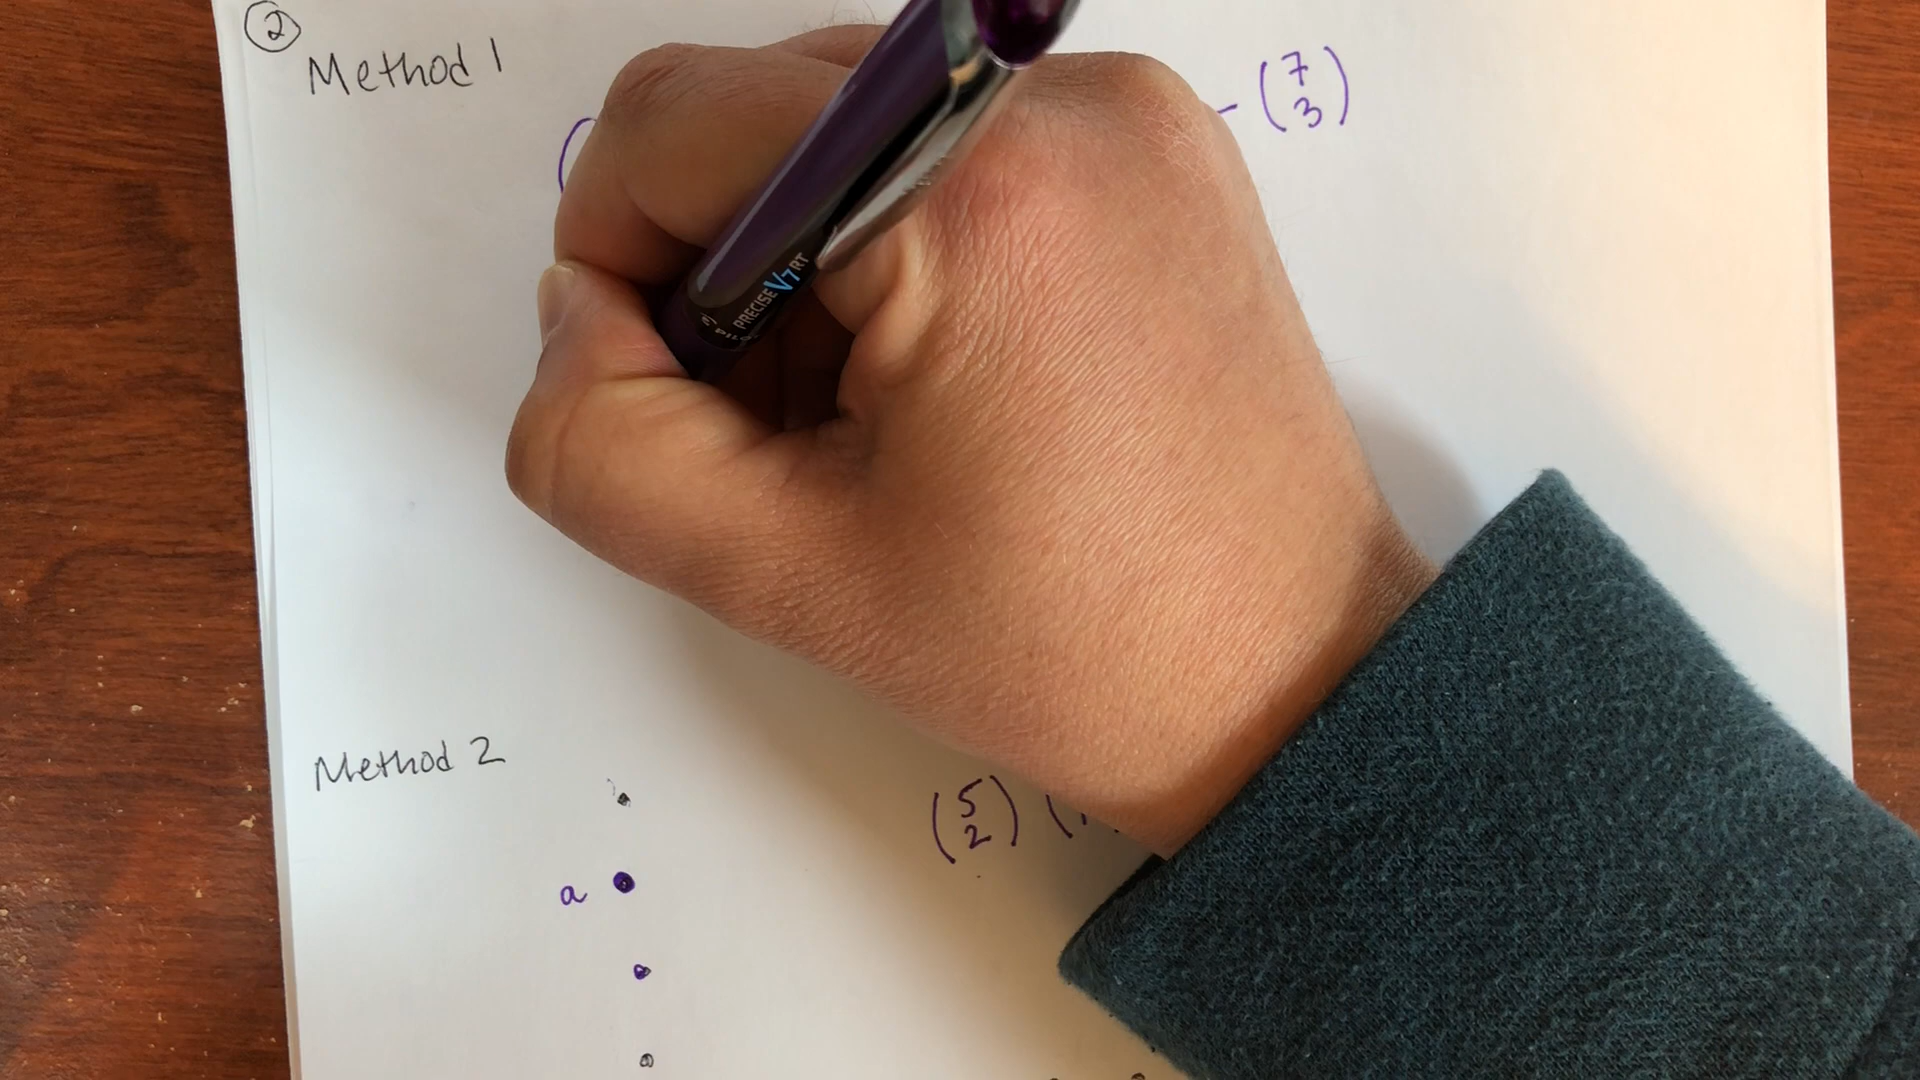 ②
Method 1
( - (7 3)
PRECISE V7 RT
Method 2
(5 2) (
a